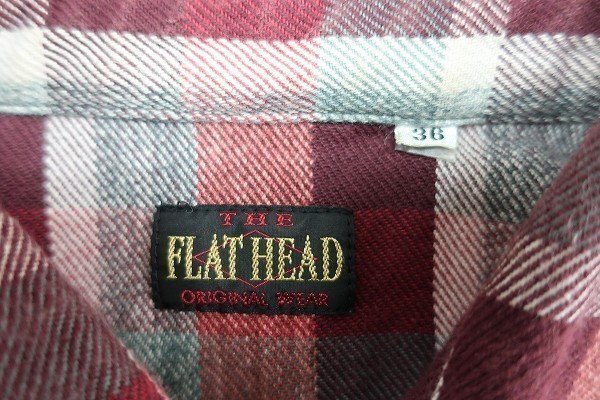 36
THE
FLAT HEAD
ORIGINAL WEAR